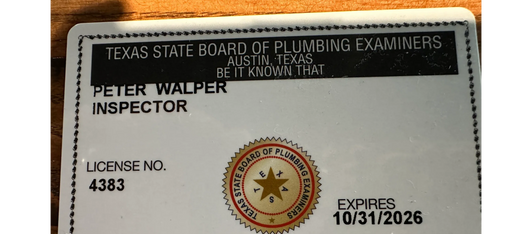 TEXAS STATE BOARD OF PLUMBING EXAMINERS
AUSTIN, TEXAS
BE IT KNOWN THAT
PETER WALPER
INSPECTOR
LICENSE NO.
4383
TEXAS STATE BOARD OF PLUMBING EXAMINERS
TEXAS
EXPIRES
10/31/2026